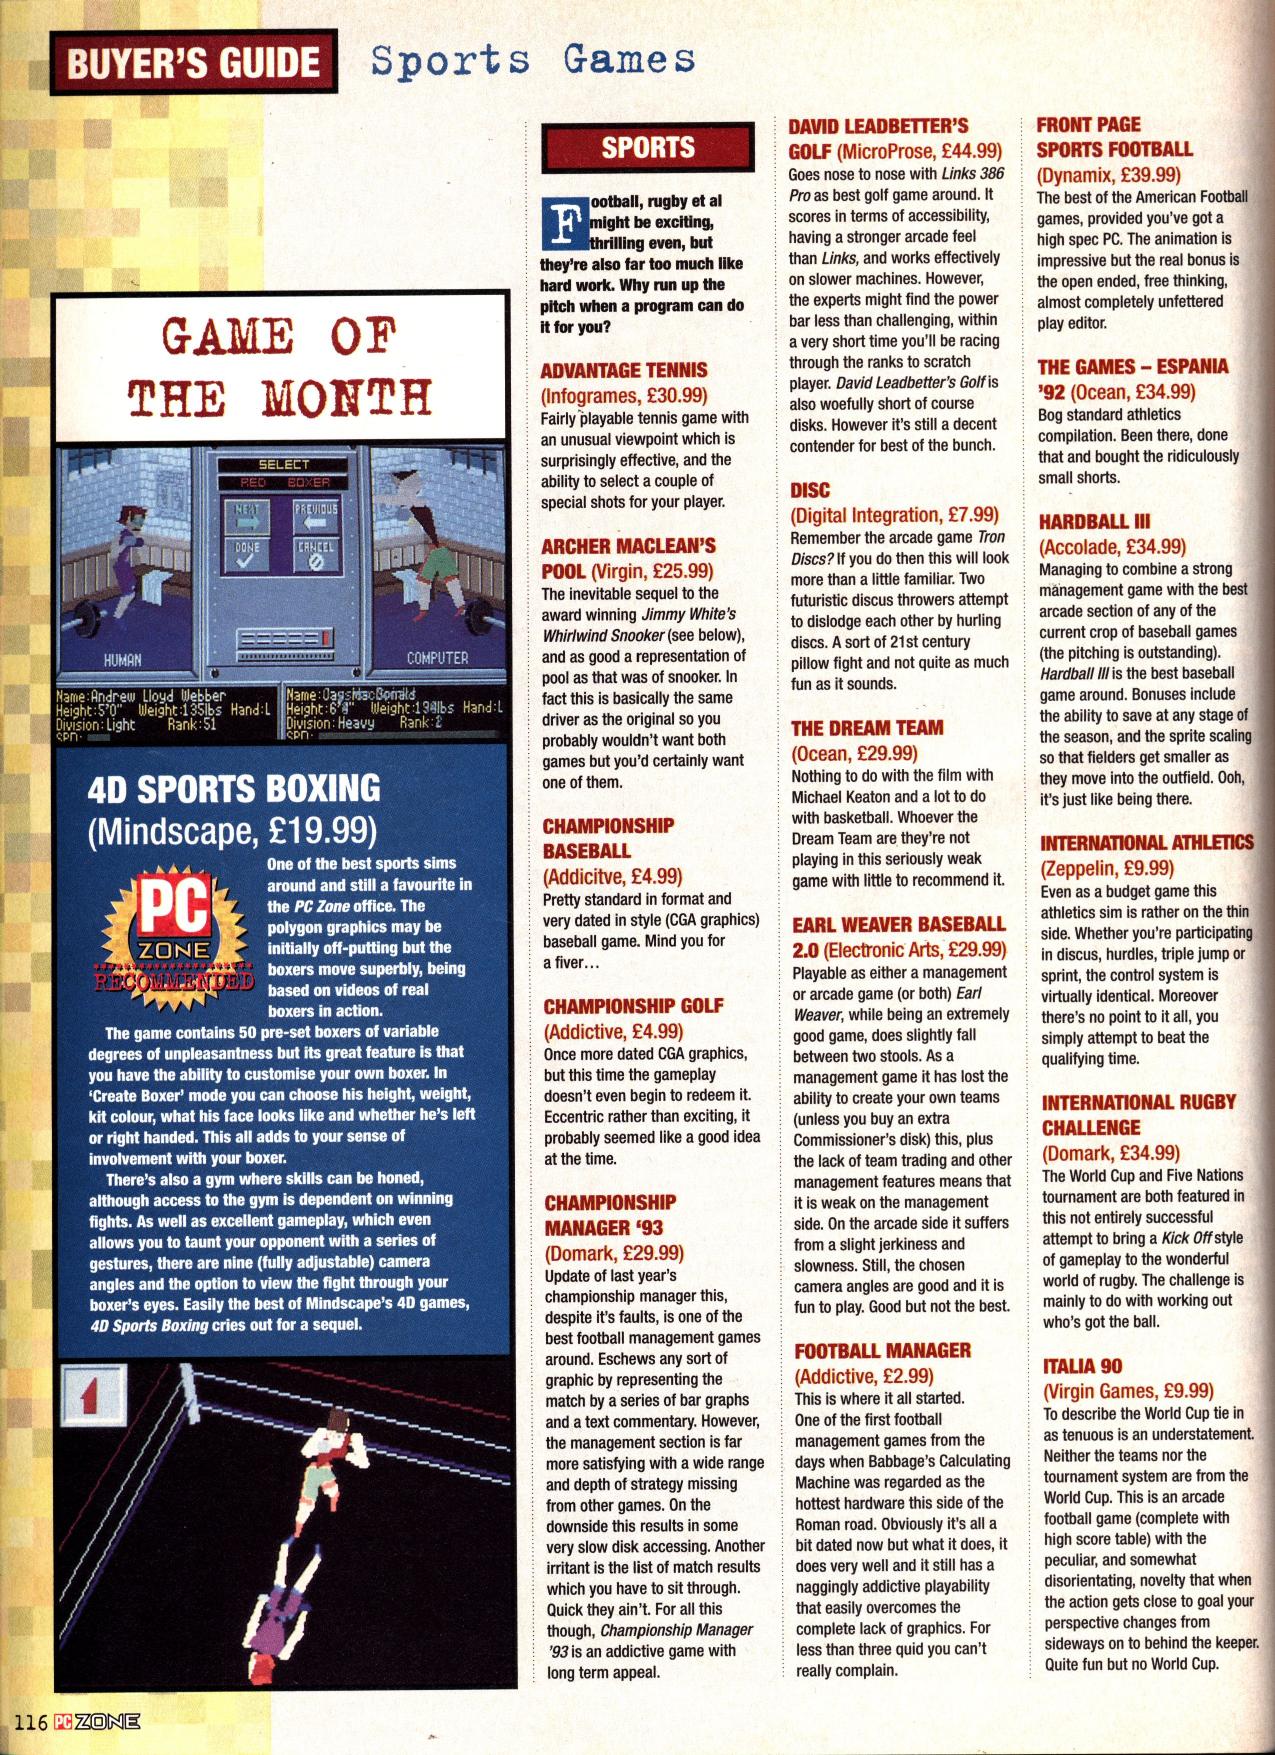 BUYER'S GUIDE Sports Games
GAME OF
THE MONTH
SELECT
RED BOXER
NEXT PREVIOUS
DONE CANCEL
HUMAN COMPUTER
Name:Andrew Lloyd Webber
Height:5'0" Weight:135lbs Hand:L
Division:Light Rank:51
SPD:
Name:
Height: Weight: Hand:L
Division:Heavy Rank:2
SPD:
4D SPORTS BOXING
(Mindscape, £19.99)
PC
ZONE
RECOMMENDED
One of the best sports sims
around and still a favourite in
the PC Zone office. The
polygon graphics may be
initially off-putting but the
boxers move superbly, being
based on videos of real
boxers in action.
The game contains 50 pre-set boxers of variable
degrees of unpleasantness but its great feature is that
you have the ability to customise your own boxer. In
‘Create Boxer’ mode you can choose his height, weight,
kit colour, what his face looks like and whether he's left
or right handed. This all adds to your sense of
involvement with your boxer.
There's also a gym where skills can be honed,
although access to the gym is dependent on winning
fights. As well as excellent gameplay, which even
allows you to taunt your opponent with a series of
gestures, there are nine (fully adjustable) camera
angles and the option to view the fight through your
boxer's eyes. Easily the best of Mindscape's 4D games,
4D Sports Boxing cries out for a sequel.
1
SPORTS
Football, rugby et al
might be exciting,
thrilling even, but
they're also far too much like
hard work. Why run up the
pitch when a program can do
it for you?
ADVANTAGE TENNIS
(Infogrames, £30.99)
Fairly playable tennis game with
an unusual viewpoint which is
surprisingly effective, and the
ability to select a couple of
special shots for your player.
ARCHER MACLEAN'S
POOL (Virgin, £25.99)
The inevitable sequel to the
award winning Jimmy White's
Whirlwind Snooker (see below),
and as good a representation of
pool as that was of snooker. In
fact this is basically the same
driver as the original so you
probably wouldn't want both
games but you'd certainly want
one of them.
CHAMPIONSHIP
BASEBALL
(Addicitve, £4.99)
Pretty standard in format and
very dated in style (CGA graphics)
baseball game. Mind you for
a fiver...
CHAMPIONSHIP GOLF
(Addictive, £4.99)
Once more dated CGA graphics,
but this time the gameplay
doesn't even begin to redeem it.
Eccentric rather than exciting, it
probably seemed like a good idea
at the time.
CHAMPIONSHIP
MANAGER ‘93
(Domark, £29.99)
Update of last year's
championship manager this,
despite it's faults, is one of the
best football management games
around. Eschews any sort of
graphic by representing the
match by a series of bar graphs
and a text commentary. However,
the management section is far
more satisfying with a wide range
and depth of strategy missing
from other games. On the
downside this results in some
very slow disk accessing. Another
irritant is the list of match results
which you have to sit through.
Quick they ain't. For all this
though, Championship Manager
'93 is an addictive game with
long term appeal.
DAVID LEADBETTER'S
GOLF (MicroProse, £44.99)
Goes nose to nose with Links 386
Pro as best golf game around. It
scores in terms of accessibility,
having a stronger arcade feel
than Links, and works effectively
on slower machines. However,
the experts might find the power
bar less than challenging, within
a very short time you'll be racing
through the ranks to scratch
player. David Leadbetter's Golf is
also woefully short of course
disks. However it's still a decent
contender for best of the bunch.
DISC
(Digital Integration, £7.99)
Remember the arcade game Tron
Discs? If you do then this will look
more than a little familiar. Two
futuristic discus throwers attempt
to dislodge each other by hurling
discs. A sort of 21st century
pillow fight and not quite as much
fun as it sounds.
THE DREAM TEAM
(Ocean, £29.99)
Nothing to do with the film with
Michael Keaton and a lot to do
with basketball. Whoever the
Dream Team are they're not
playing in this seriously weak
game with little to recommend it.
EARL WEAVER BASEBALL
2.0 (Electronic Arts, £29.99)
Playable as either a management
or arcade game (or both) Earl
Weaver, while being an extremely
good game, does slightly fall
between two stools. As a
management game it has lost the
ability to create your own teams
(unless you buy an extra
Commissioner's disk) this, plus
the lack of team trading and other
management features means that
it is weak on the management
side. On the arcade side it suffers
from a slight jerkiness and
slowness. Still, the chosen
camera angles are good and it is
fun to play. Good but not the best.
FOOTBALL MANAGER
(Addictive, £2.99)
This is where it all started.
One of the first football
management games from the
days when Babbage's Calculating
Machine was regarded as the
hottest hardware this side of the
Roman road. Obviously it's all a
bit dated now but what it does, it
does very well and it still has a
naggingly addictive playability
that easily overcomes the
complete lack of graphics. For
less than three quid you can't
really complain.
FRONT PAGE
SPORTS FOOTBALL
(Dynamix, £39.99)
The best of the American Football
games, provided you've got a
high spec PC. The animation is
impressive but the real bonus is
the open ended, free thinking,
almost completely unfettered
play editor.
THE GAMES – ESPANIA
'92 (Ocean, £34.99)
Bog standard athletics
compilation. Been there, done
that and bought the ridiculously
small shorts.
HARDBALL III
(Accolade, £34.99)
Managing to combine a strong
management game with the best
arcade section of any of the
current crop of baseball games
(the pitching is outstanding).
Hardball III is the best baseball
game around. Bonuses include
the ability to save at any stage of
the season, and the sprite scaling
so that fielders get smaller as
they move into the outfield. Ooh,
it's just like being there.
INTERNATIONAL ATHLETICS
(Zeppelin, £9.99)
Even as a budget game this
athletics sim is rather on the thin
side. Whether you're participating
in discus, hurdles, triple jump or
sprint, the control system is
virtually identical. Moreover
there's no point to it all, you
simply attempt to beat the
qualifying time.
INTERNATIONAL RUGBY
CHALLENGE
(Domark, £34.99)
The World Cup and Five Nations
tournament are both featured in
this not entirely successful
attempt to bring a Kick Off style
of gameplay to the wonderful
world of rugby. The challenge is
mainly to do with working out
who's got the ball.
ITALIA 90
(Virgin Games, £9.99)
To describe the World Cup tie in
as tenuous is an understatement.
Neither the teams nor the
tournament system are from the
World Cup. This is an arcade
football game (complete with
high score table) with the
peculiar, and somewhat
disorientating, novelty that when
the action gets close to goal your
perspective changes from
sideways on to behind the keeper.
Quite fun but no World Cup.
116 PC ZONE